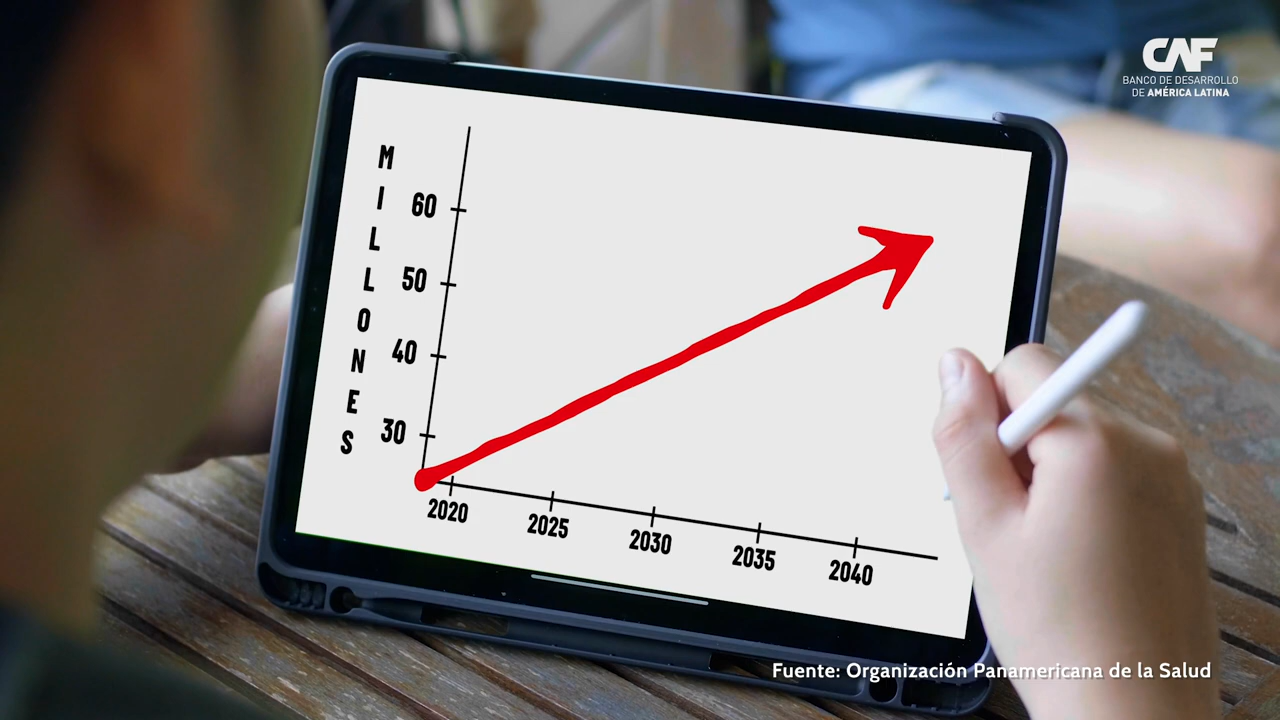 CAF
BANCO DE DESARROLLO
DE AMÉRICA LATINA
MILLONES
60
50
40
30
2020
2025
2030
2035
2040
Fuente: Organización Panamericana de la Salud